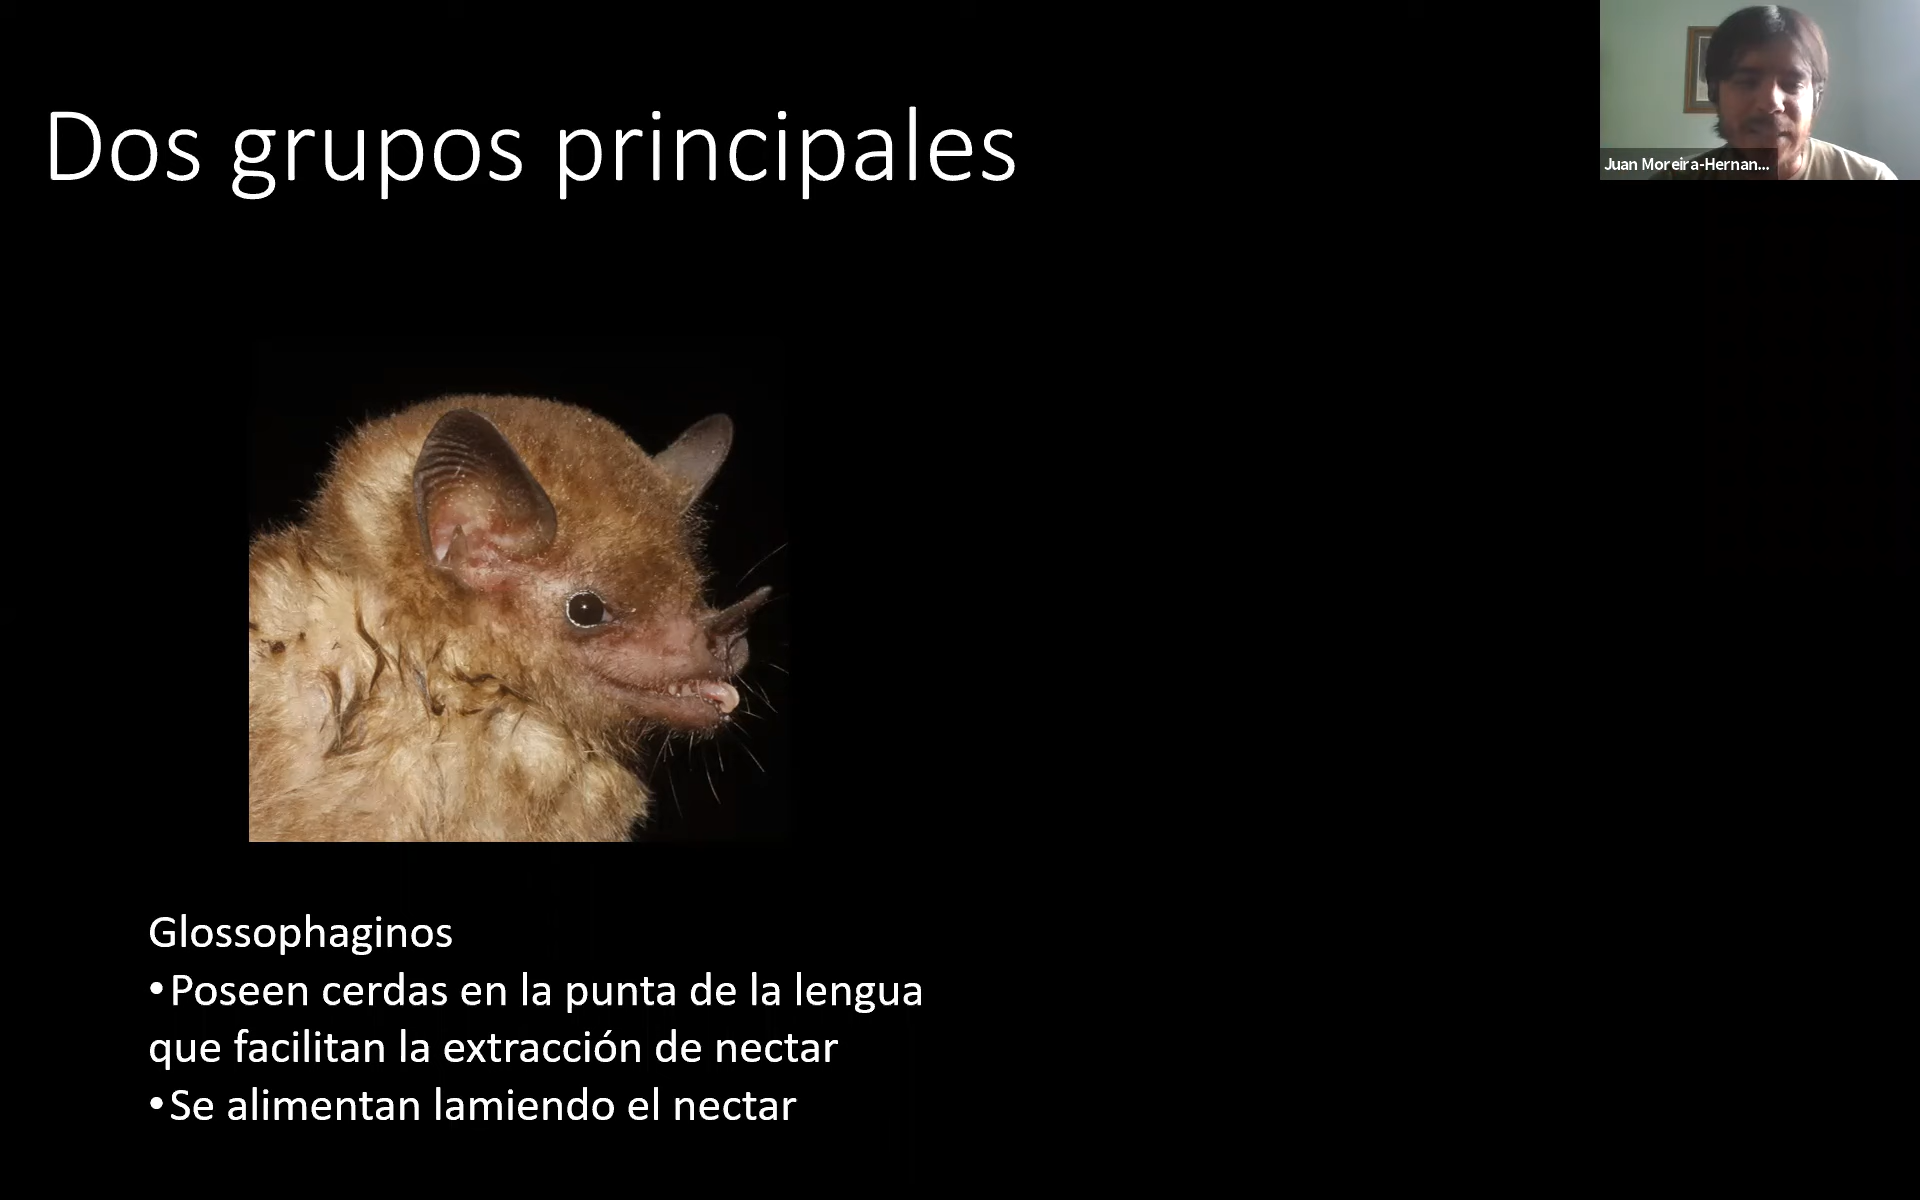 Dos grupos principales
Juan Moreira-Hernan...
Glossophaginos
•Poseen cerdas en la punta de la lengua
que facilitan la extracción de nectar
•Se alimentan lamiendo el nectar